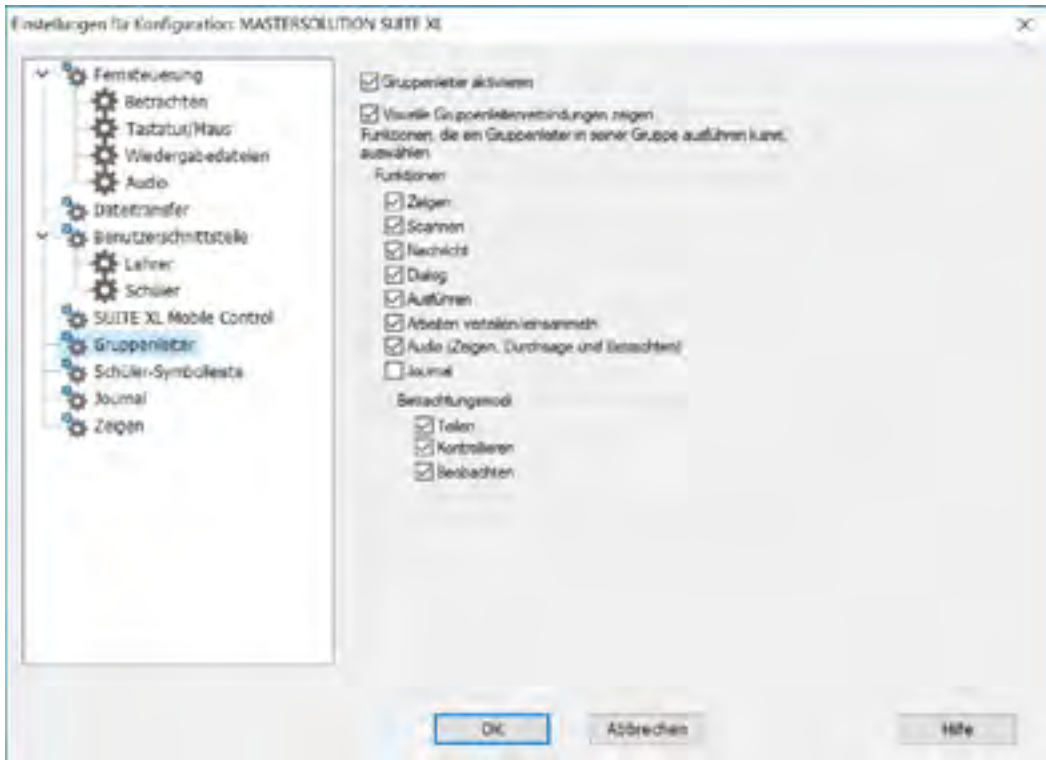 Einstellungen für Konfiguration: MASTERSOLUTION SUITE XL
Fernsteuerung
Betrachten
Tastatur/Maus
Wiedergabedateien
Audio
Dateitransfer
Benutzerschnittstelle
Lehrer
Schüler
SUITE XL Mobile Control
Gruppenleiter
Schüler-Symbolleiste
Journal
Zeigen
Gruppenleiter aktivieren
Visuelle Gruppenleiterverbindungen zeigen
Funktionen, die ein Gruppenleiter in seiner Gruppe ausführen kann,
auswählen
Funktionen
Zeigen
Scannen
Nachricht
Dialog
Ausführen
Arbeiten verteilen/einsammeln
Audio (Zeigen, Durchsage und Betrachten)
Journal
Betrachtungsmodi
Teilen
Kontrollieren
Beobachten
OK
Abbrechen
Hilfe